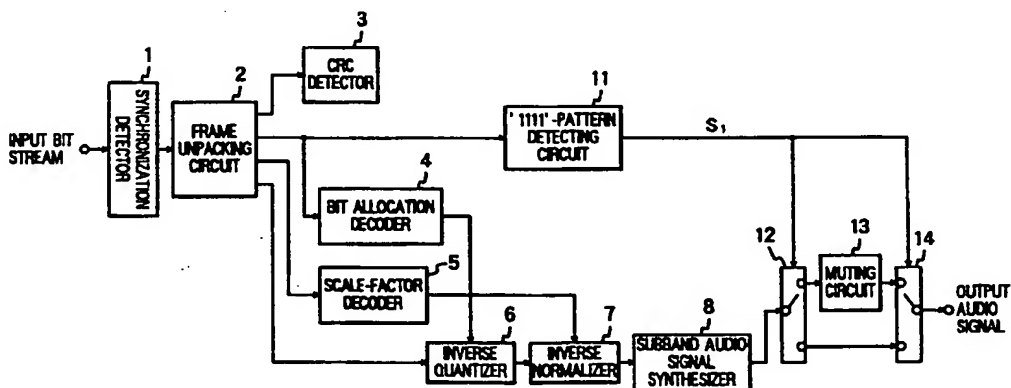 1
SYNCHRONIZATION
DETECTOR
INPUT BIT
STREAM
2
FRAME
UNPACKING
CIRCUIT
3
CRC
DETECTOR
11
'1111'-PATTERN
DETECTING
CIRCUIT
S1
4
BIT ALLOCATION
DECODER
5
SCALE-FACTOR
DECODER
6
INVERSE
QUANTIZER
7
INVERSE
NORMALIZER
8
SUBBAND AUDIO-
SIGNAL
SYNTHESIZER
12
13
MUTING
CIRCUIT
14
OUTPUT
AUDIO
SIGNAL